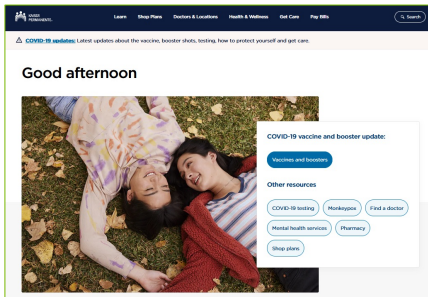 KAISER
PERMANENTE®
Learn Shop Plans Doctors & Locations Health & Wellness Get Care Pay Bills Search
COVID-19 updates: Latest updates about the vaccine, booster shots, testing, how to protect yourself and get care.
Good afternoon
COVID-19 vaccine and booster update:
Vaccines and boosters
Other resources
COVID-19 testing Monkeypox Find a doctor
Mental health services Pharmacy
Shop plans